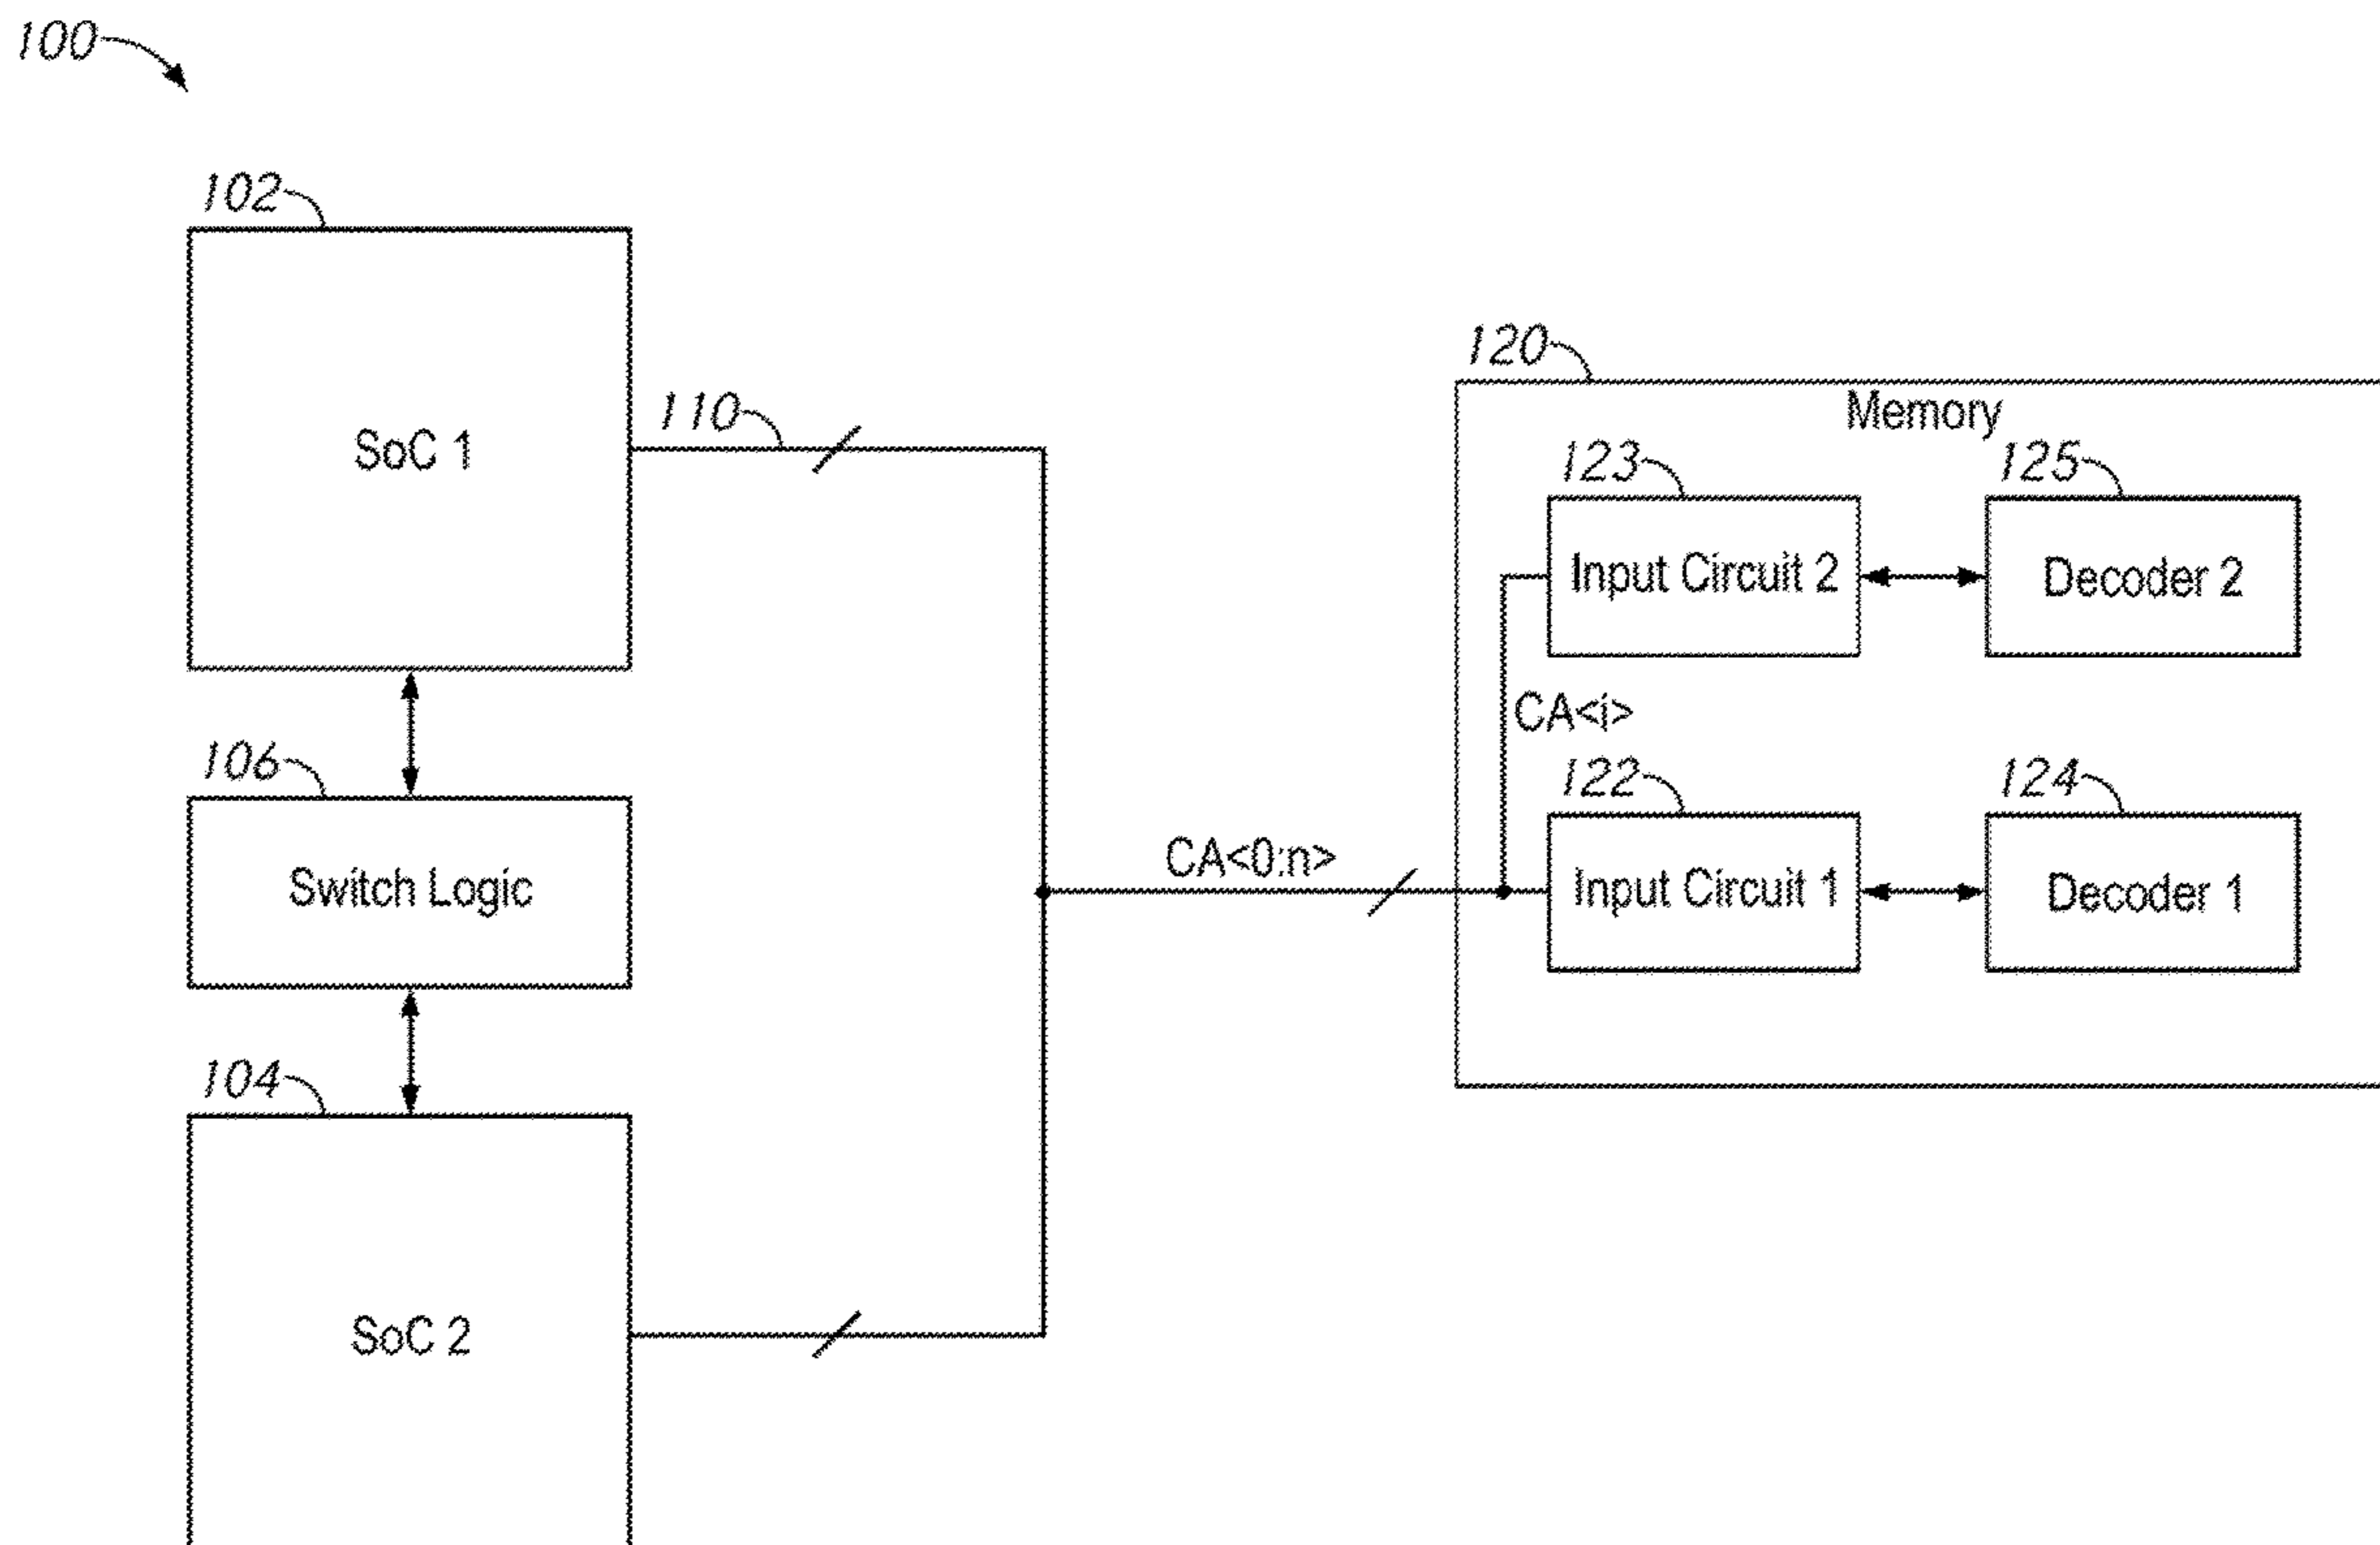 100
102
SoC 1
110
120
Memory
123
125
Input Circuit 2
Decoder 2
CA<i>
106
122
124
Switch Logic
CA<0:n>
Input Circuit 1
Decoder 1
104
SoC 2